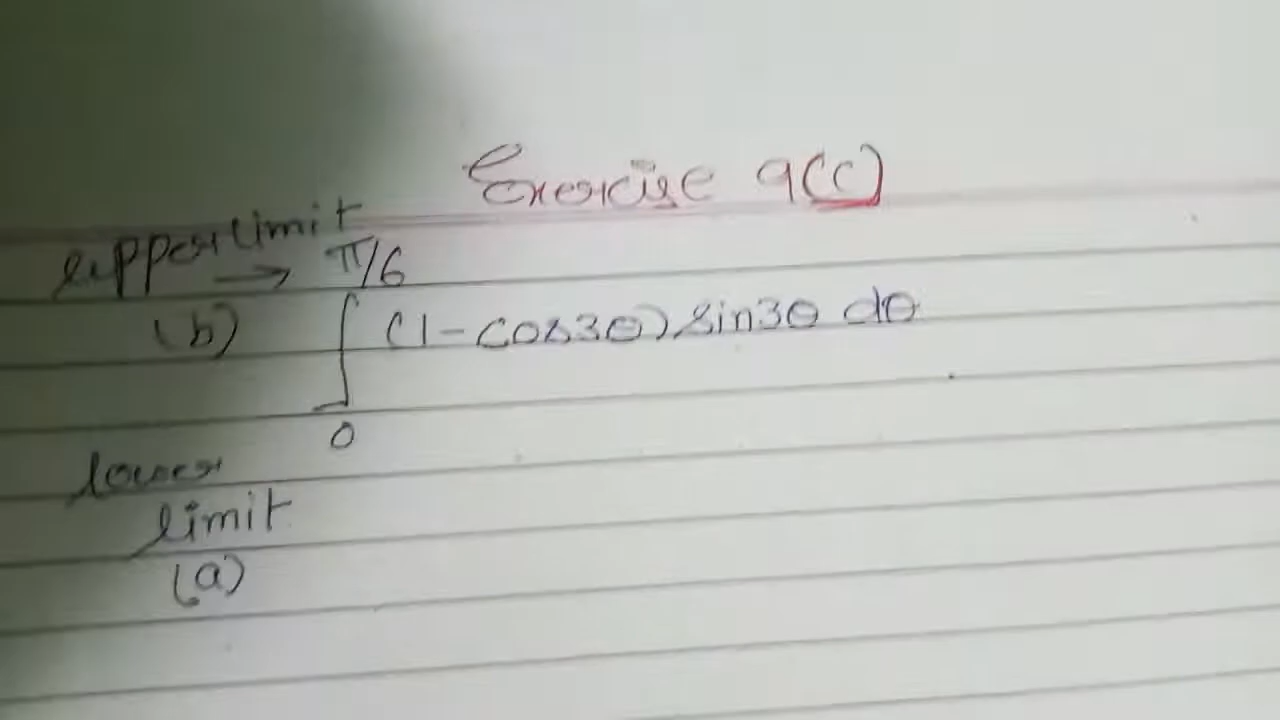 Exercise 9(C)
upper limit
→ π/6
(b) ∫ (1-cos3θ) sin3θ dθ
0
lower
limit
(a)